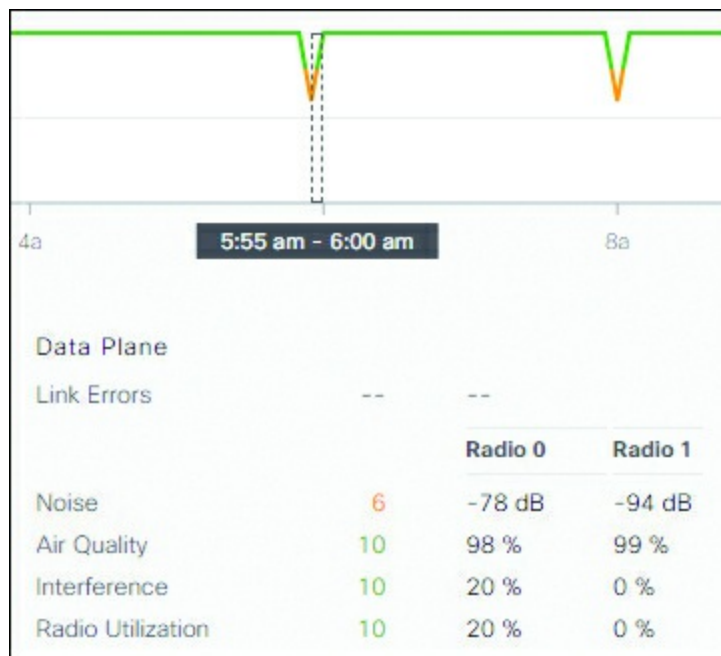 4a 5:55 am - 6:00 am 8a
Data Plane
Link Errors -- --
Radio 0 Radio 1
Noise 6 -78 dB -94 dB
Air Quality 10 98 % 99 %
Interference 10 20 % 0 %
Radio Utilization 10 20 % 0 %